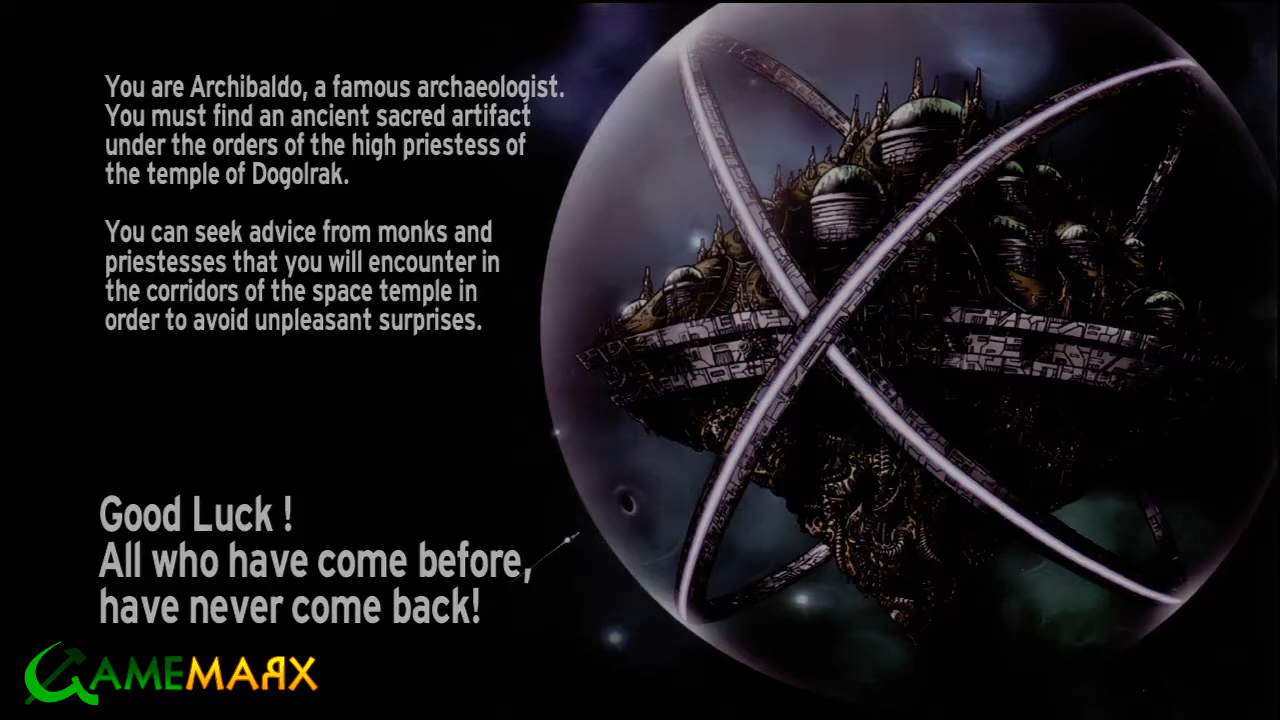 You are Archibaldo, a famous archaeologist.
You must find an ancient sacred artifact
under the orders of the high priestess of
the temple of Dogolrak.
You can seek advice from monks and
priestesses that you will encounter in
the corridors of the space temple in
order to avoid unpleasant surprises.
Good Luck !
All who have come before,
have never come back!
GAMEMARX